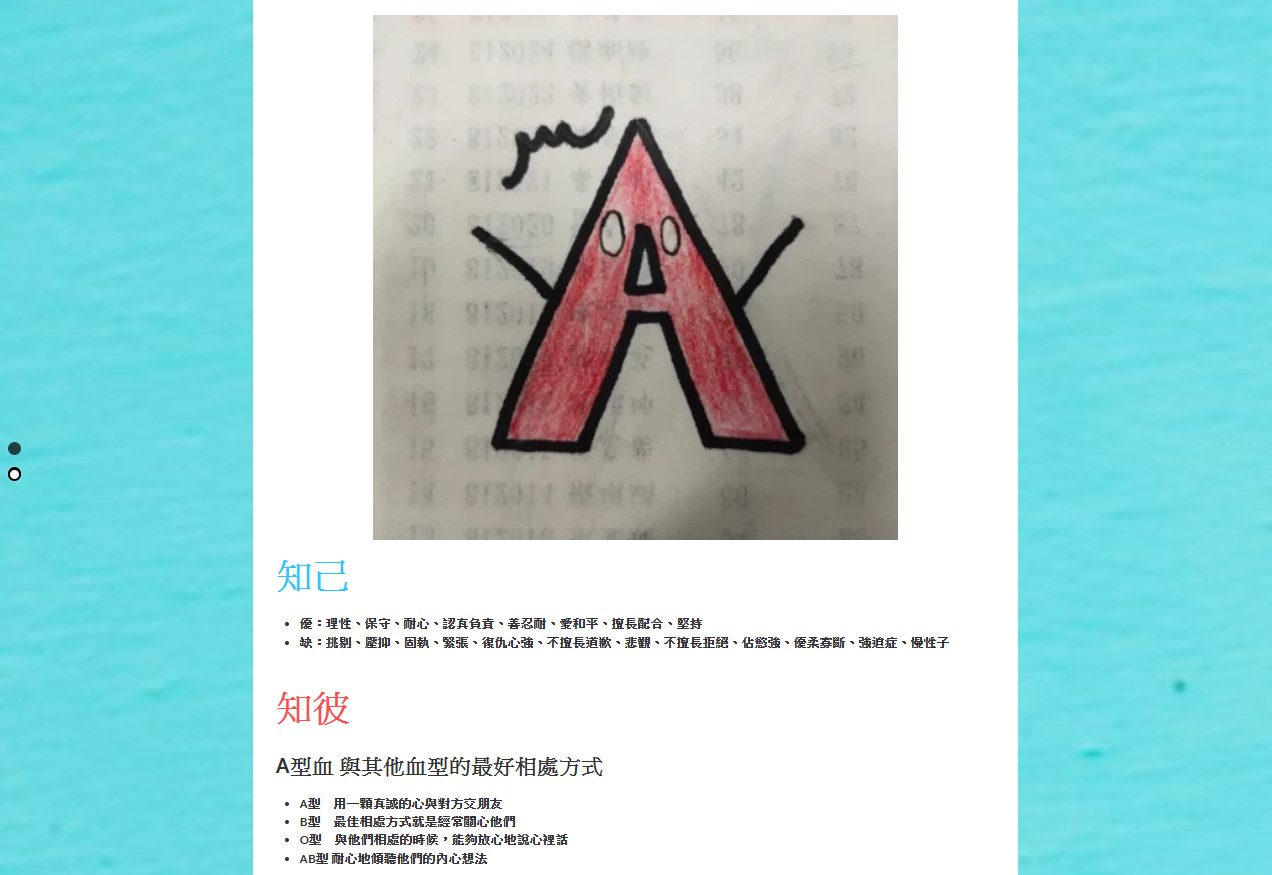 A
知己
優：理性、保守、耐心、認真負責、善忍耐、愛和平、擅長配合、堅持
缺：挑剔、壓抑、固執、緊張、復仇心強、不擅長道歉、悲觀、不擅長拒絕、佔慾強、優柔寡斷、強迫症、慢性子
知彼
A型血 與其他血型的最好相處方式
A型 用一顆真誠的心與對方交朋友
B型 最佳相處方式就是經常關心他們
O型 與他們相處的時候，能夠放心地說心裡話
AB型 耐心地傾聽他們的內心想法